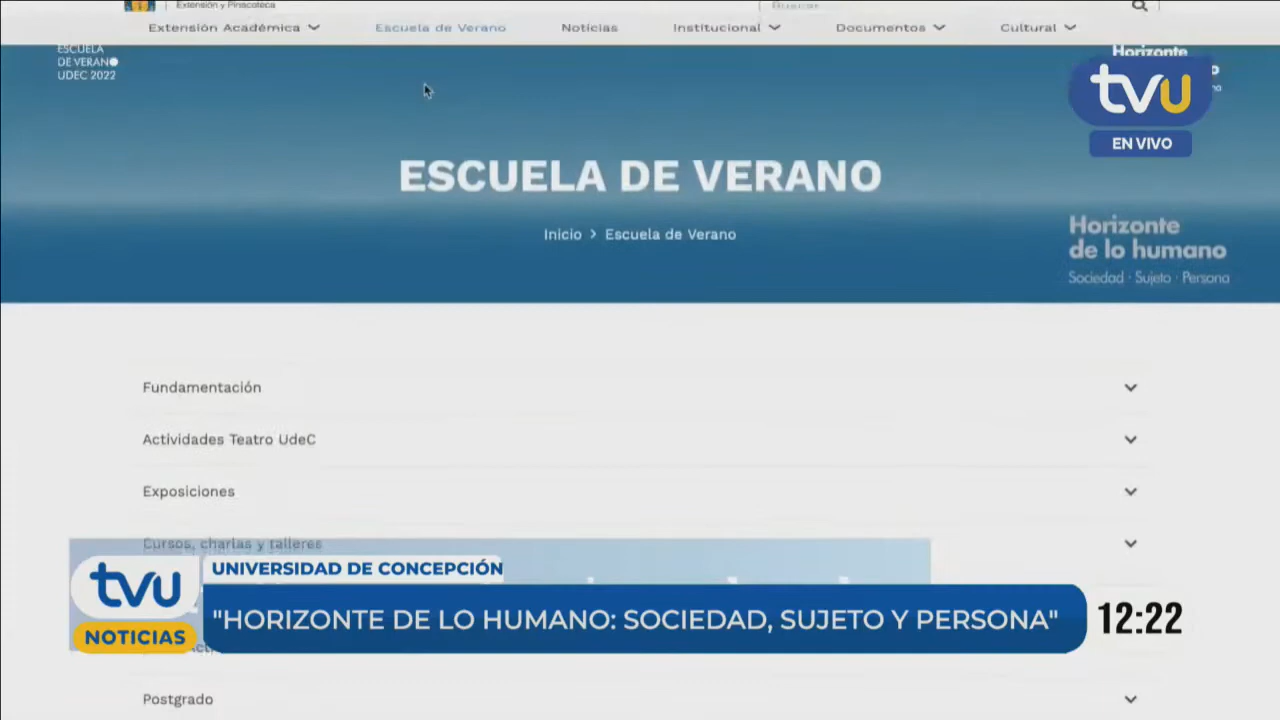 Extensión y Pinacoteca
Buscar
Extensión Académica
Escuela de Verano
Noticias
Institucional
Documentos
Cultural
ESCUELA
DE VERANO
UDEC 2022
Horizonte
tvu
EN VIVO
ESCUELA DE VERANO
Inicio > Escuela de Verano
Horizonte
de lo humano
Sociedad · Sujeto · Persona
Fundamentación
Actividades Teatro UdeC
Exposiciones
Cursos, charlas y talleres
tvu
NOTICIAS
UNIVERSIDAD DE CONCEPCIÓN
"HORIZONTE DE LO HUMANO: SOCIEDAD, SUJETO Y PERSONA"
12:22
Postgrado